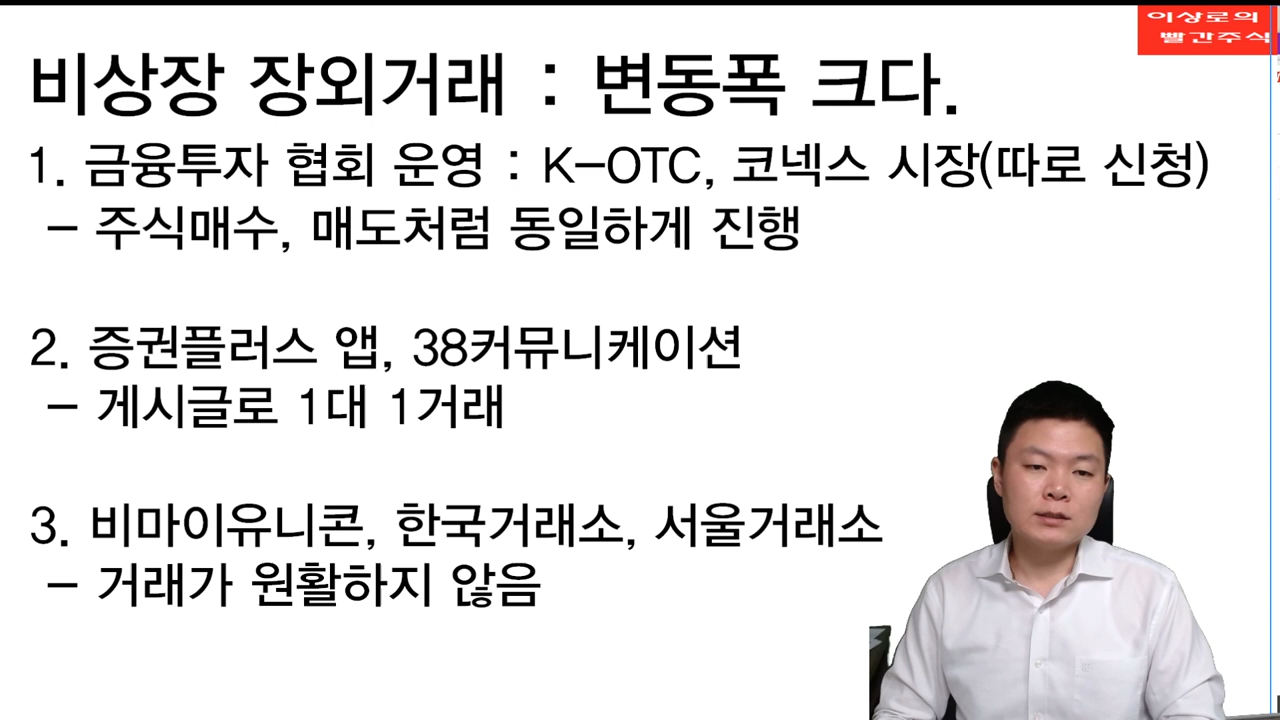 이상로의
빨간주식
비상장 장외거래 : 변동폭 크다.
1. 금융투자 협회 운영 : K-OTC, 코넥스 시장(따로 신청)
- 주식매수, 매도처럼 동일하게 진행
2. 증권플러스 앱, 38커뮤니케이션
- 게시글로 1대 1거래
3. 비마이유니콘, 한국거래소, 서울거래소
- 거래가 원활하지 않음